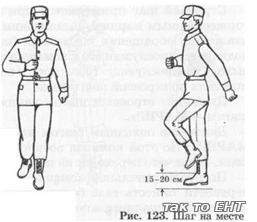 15–20 см
так то ЕНТ
Рис. 123. Шаг на месте